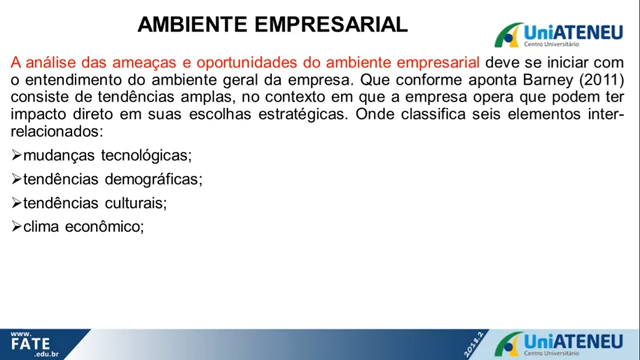 AMBIENTE EMPRESARIAL
UniATENEU
Centro Universitário
A análise das ameaças e oportunidades do ambiente empresarial deve se iniciar com
o entendimento do ambiente geral da empresa. Que conforme aponta Barney (2011)
consiste de tendências amplas, no contexto em que a empresa opera que podem ter
impacto direto em suas escolhas estratégicas. Onde classifica seis elementos inter-
relacionados:
➢mudanças tecnológicas;
➢tendências demográficas;
➢tendências culturais;
➢clima econômico;
www.
FATE
.edu.br
2018.2
UniATENEU
Centro Universitário